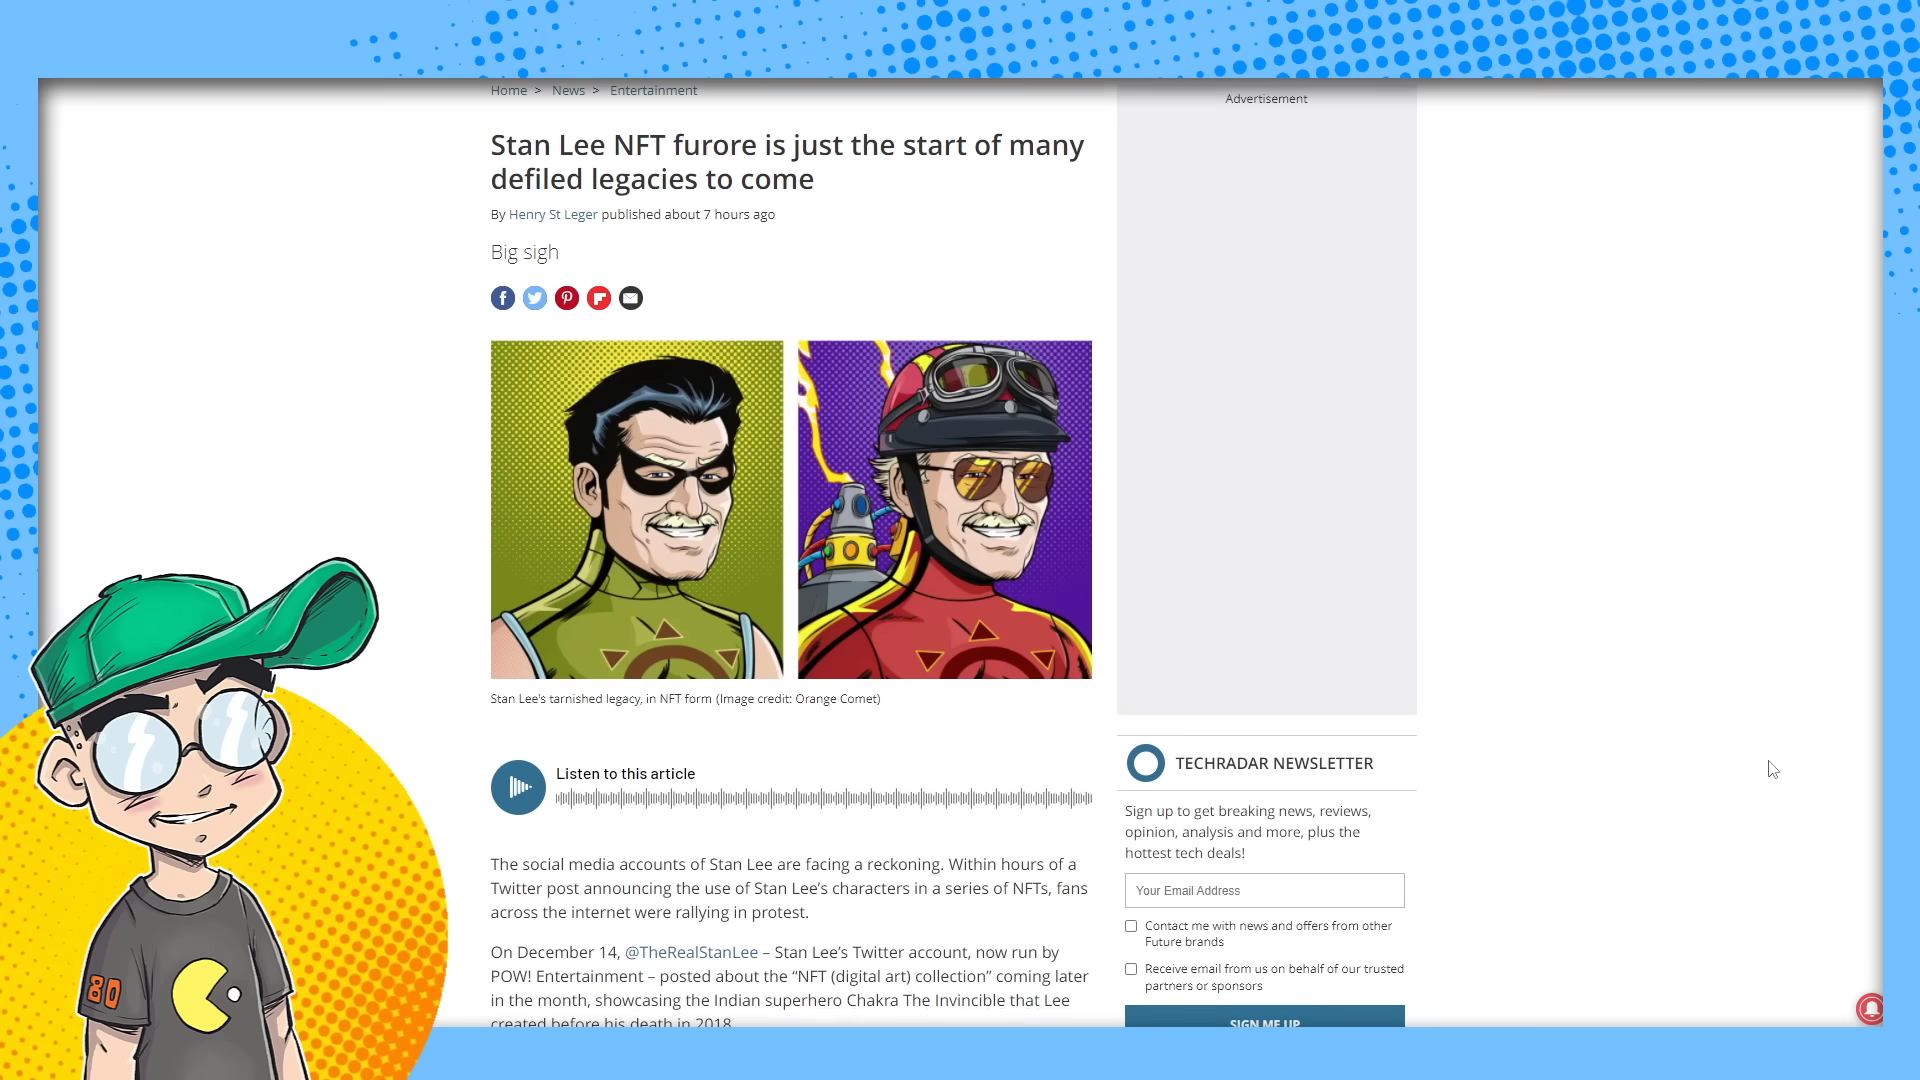 Home > News > Entertainment
Advertisement
Stan Lee NFT furore is just the start of many
defiled legacies to come
By Henry St Leger published about 7 hours ago
Big sigh
Stan Lee's tarnished legacy, in NFT form (Image credit: Orange Comet)
Listen to this article
The social media accounts of Stan Lee are facing a reckoning. Within hours of a
Twitter post announcing the use of Stan Lee's characters in a series of NFTs, fans
across the internet were rallying in protest.
On December 14, @TheRealStanLee – Stan Lee's Twitter account, now run by
POW! Entertainment – posted about the “NFT (digital art) collection” coming later
in the month, showcasing the Indian superhero Chakra The Invincible that Lee
created before his death in 2018.
TECHRADAR NEWSLETTER
Sign up to get breaking news, reviews,
opinion, analysis and more, plus the
hottest tech deals!
Your Email Address
Contact me with news and offers from other
Future brands
Receive email from us on behalf of our trusted
partners or sponsors
SIGN ME UP
80